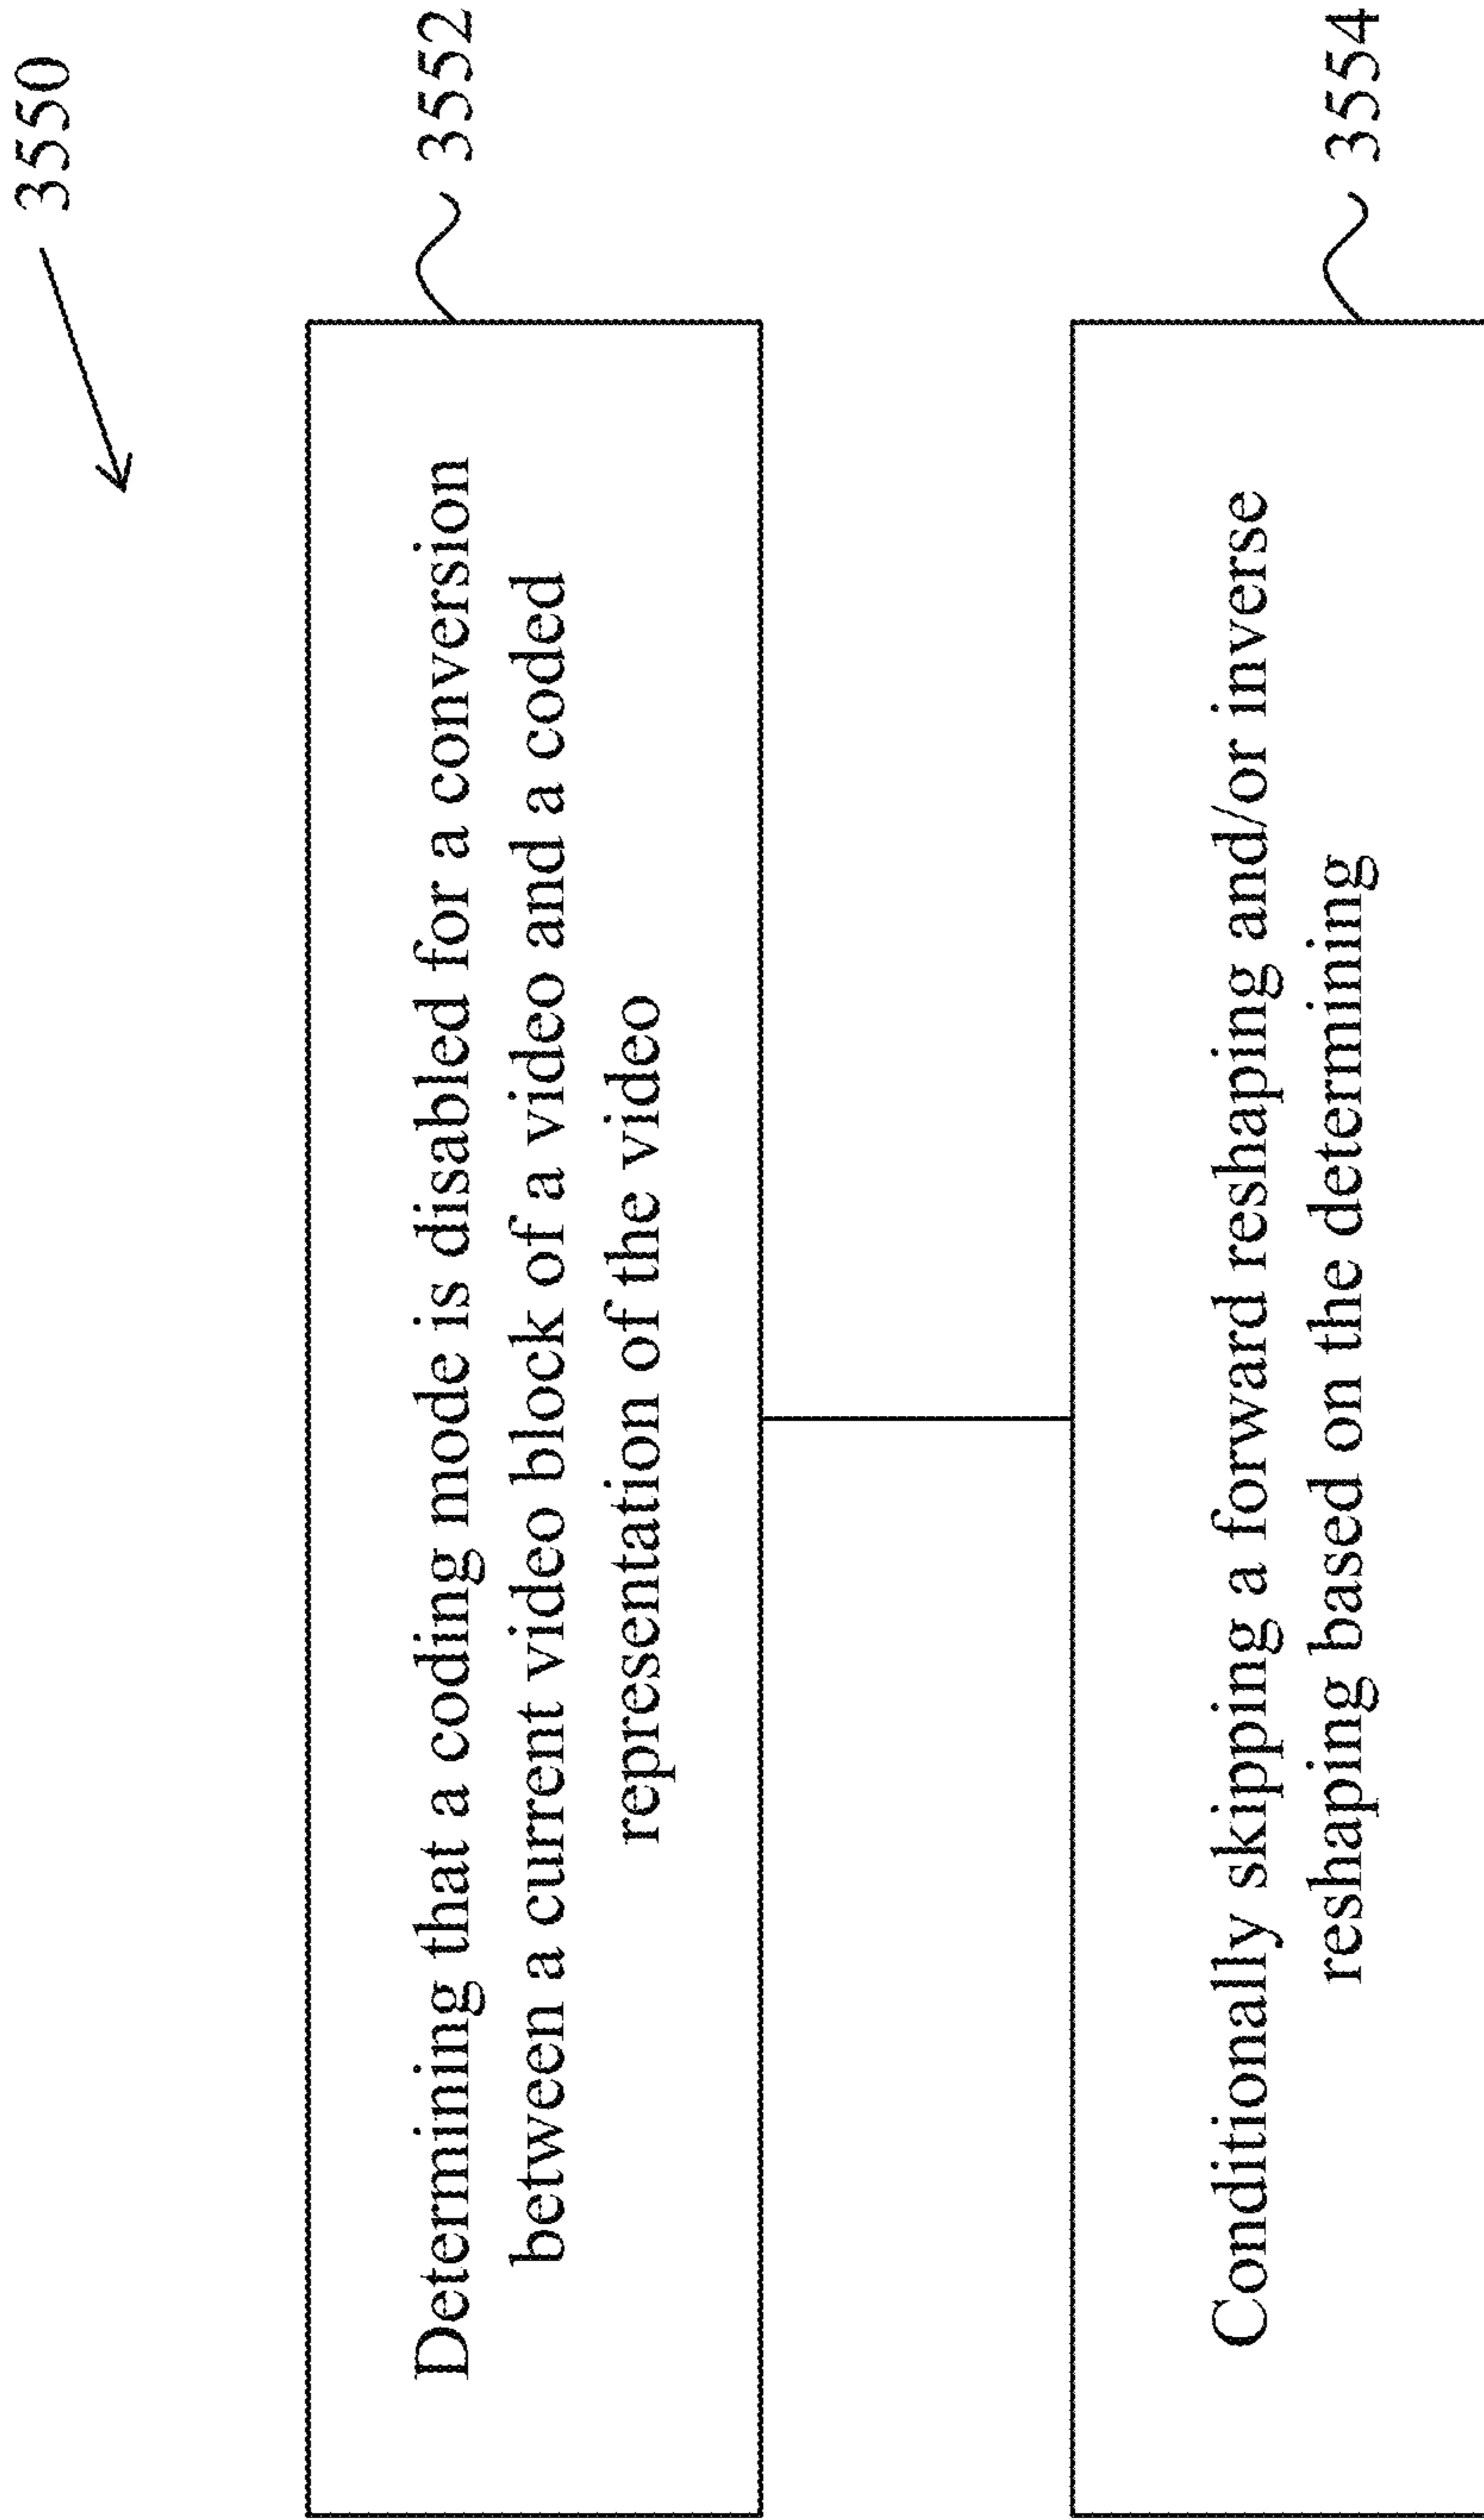 3550
Determining that a coding mode is disabled for a conversion
between a current video block of a video and a coded
representation of the video
3552
Conditionally skipping a forward reshaping and/or inverse
reshaping based on the determining
3554